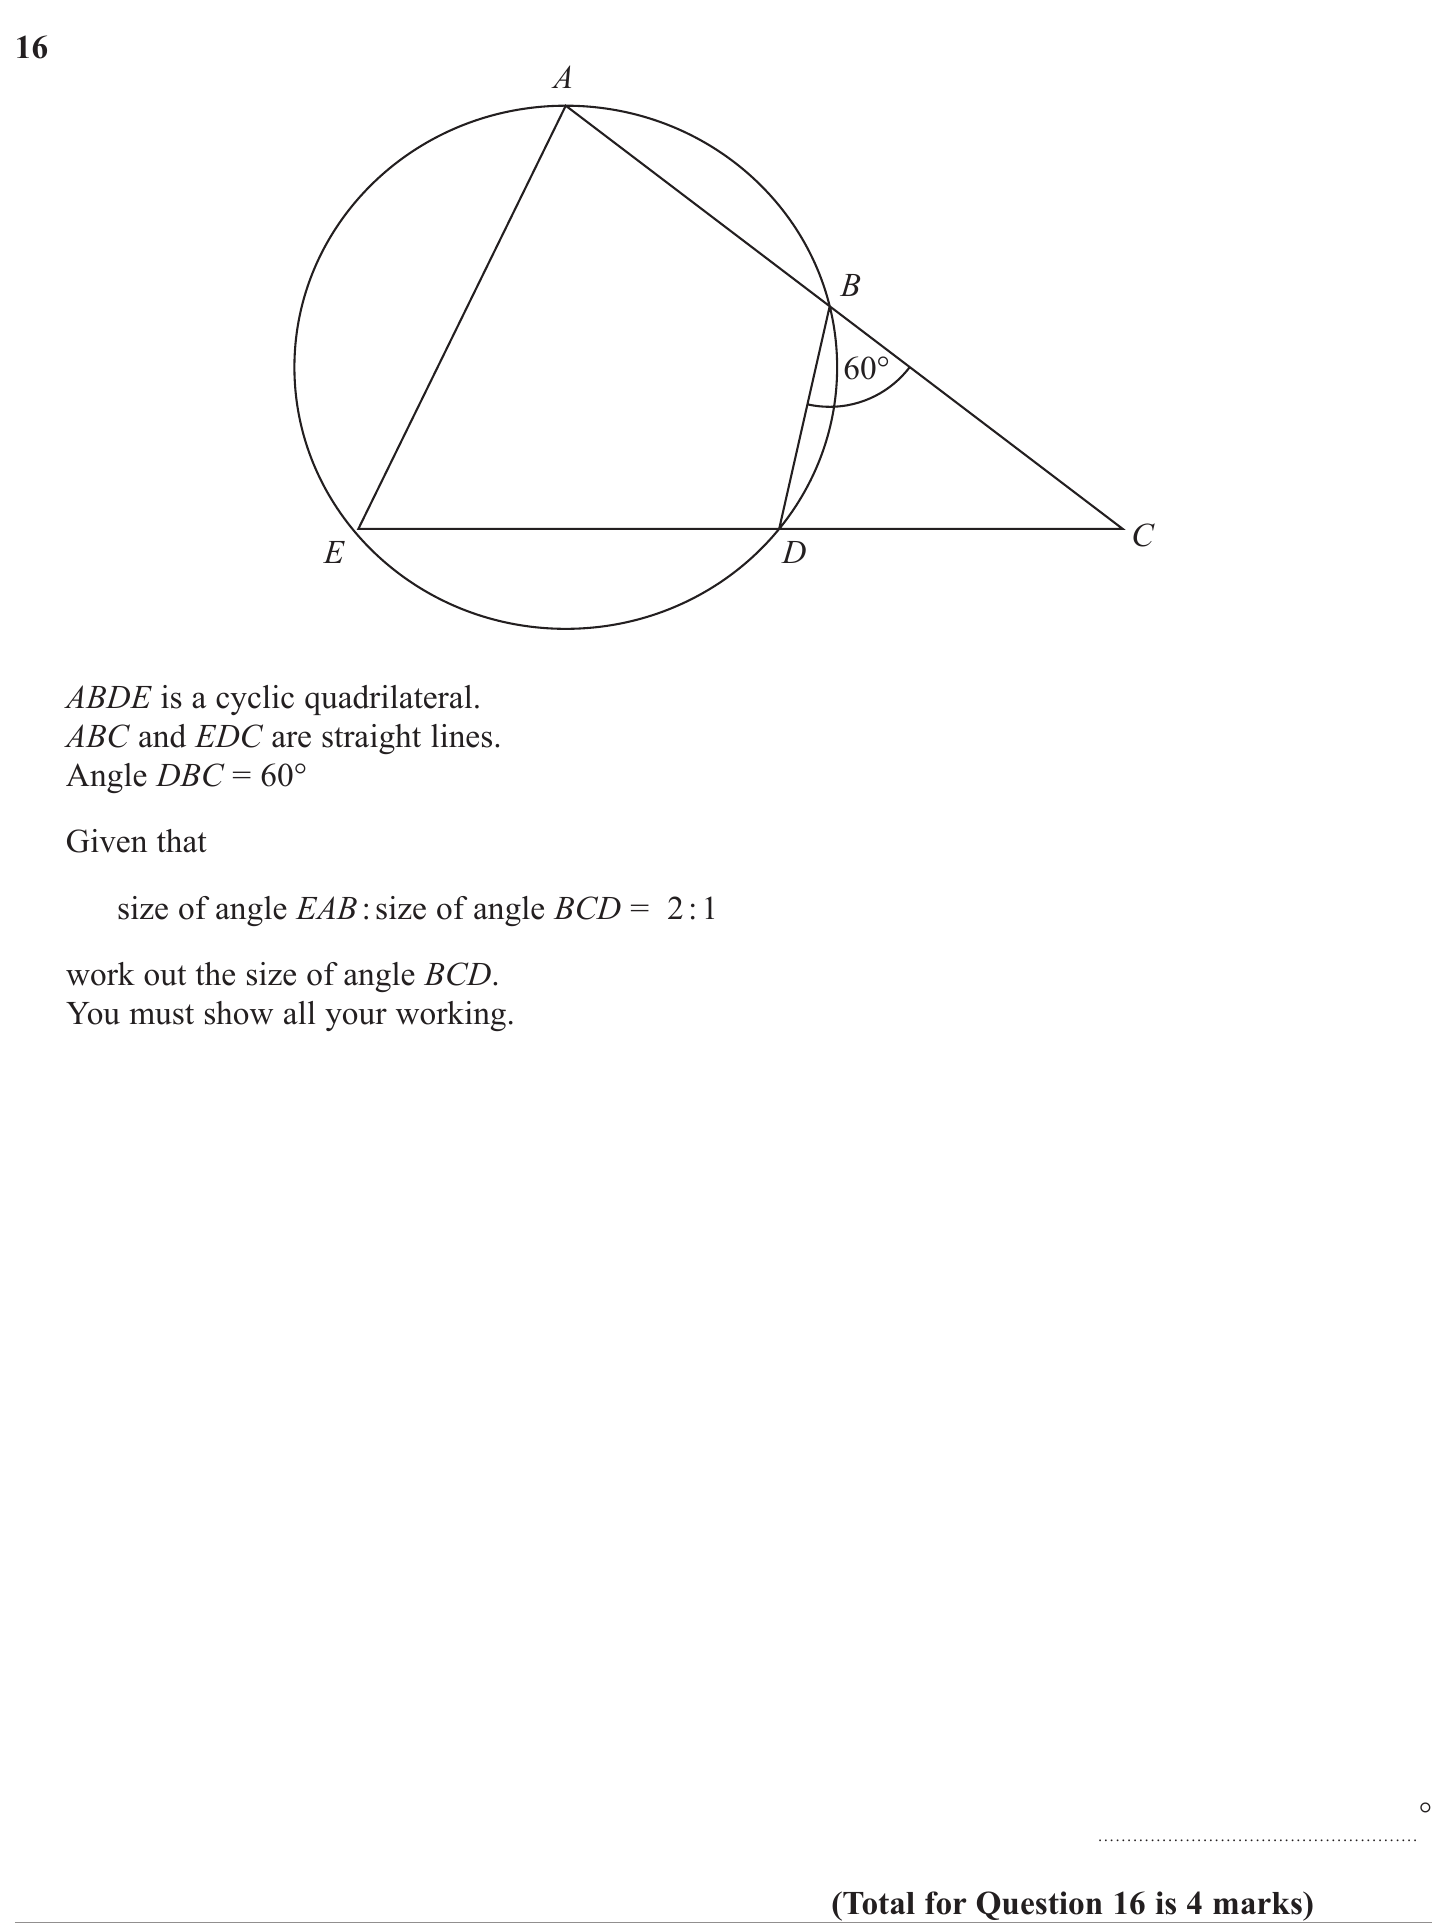 16
A
B
60°
E
D
C
ABDE is a cyclic quadrilateral.
ABC and EDC are straight lines.
Angle DBC = 60°
Given that
size of angle EAB : size of angle BCD = 2 : 1
work out the size of angle BCD.
You must show all your working.
°
(Total for Question 16 is 4 marks)